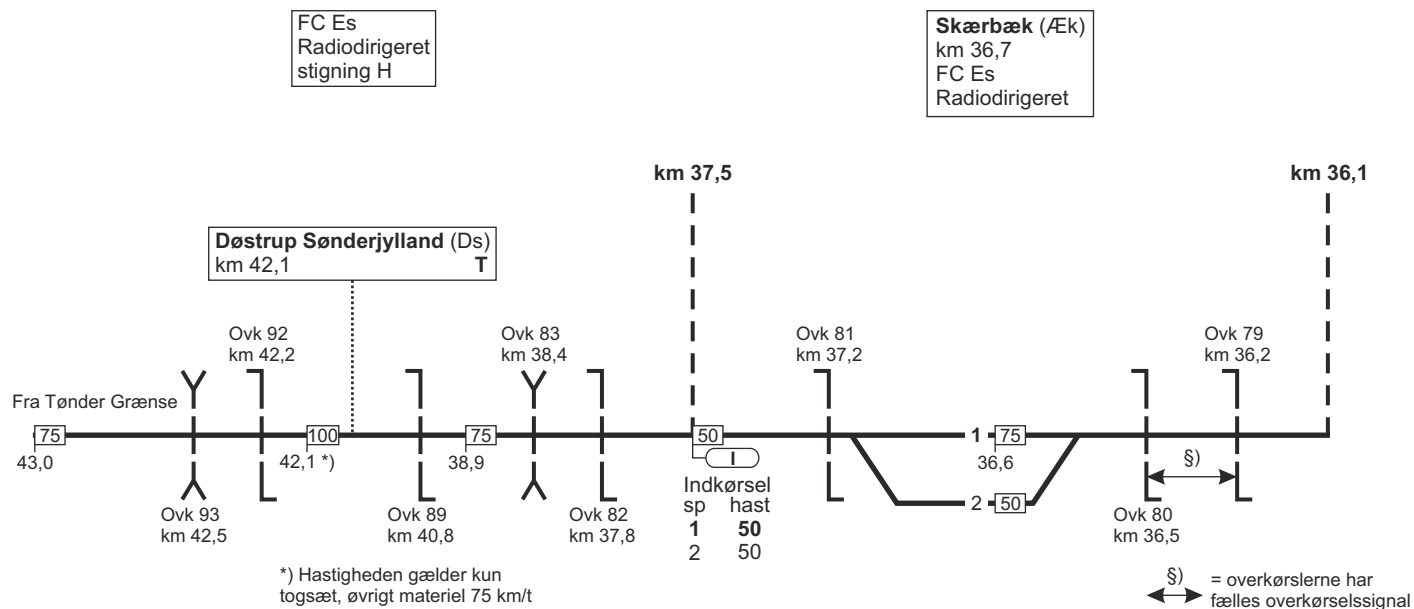 FC Es
Radiodirigeret
stigning H
Skærbæk (Æk)
km 36,7
FC Es
Radiodirigeret
km 37,5
km 36,1
Døstrup Sønderjylland (Ds)
km 42,1 T
Ovk 92
km 42,2
Ovk 83
km 38,4
Ovk 81
km 37,2
Ovk 79
km 36,2
Fra Tønder Grænse
75
100
75
50
1 75
43,0
42,1 *)
38,9
I
36,6
§)
Indkørsel
sp hast
1 50
2 50
2 50
Ovk 93
km 42,5
Ovk 89
km 40,8
Ovk 82
km 37,8
Ovk 80
km 36,5
*) Hastigheden gælder kun
togsæt, øvrigt materiel 75 km/t
§) = overkørslerne har
fælles overkørselssignal